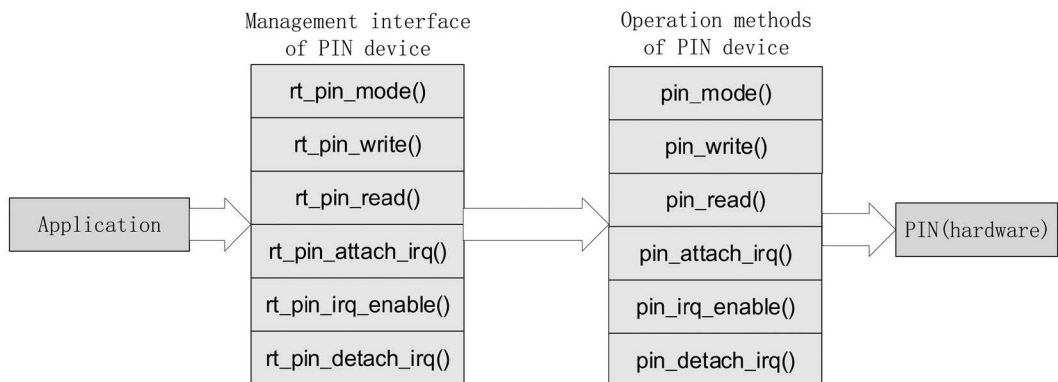 Management interface
of PIN device
rt_pin_mode()
rt_pin_write()
rt_pin_read()
rt_pin_attach_irq()
rt_pin_irq_enable()
rt_pin_detach_irq()
Operation methods
of PIN device
pin_mode()
pin_write()
pin_read()
pin_attach_irq()
pin_irq_enable()
pin_detach_irq()
Application
PIN(hardware)